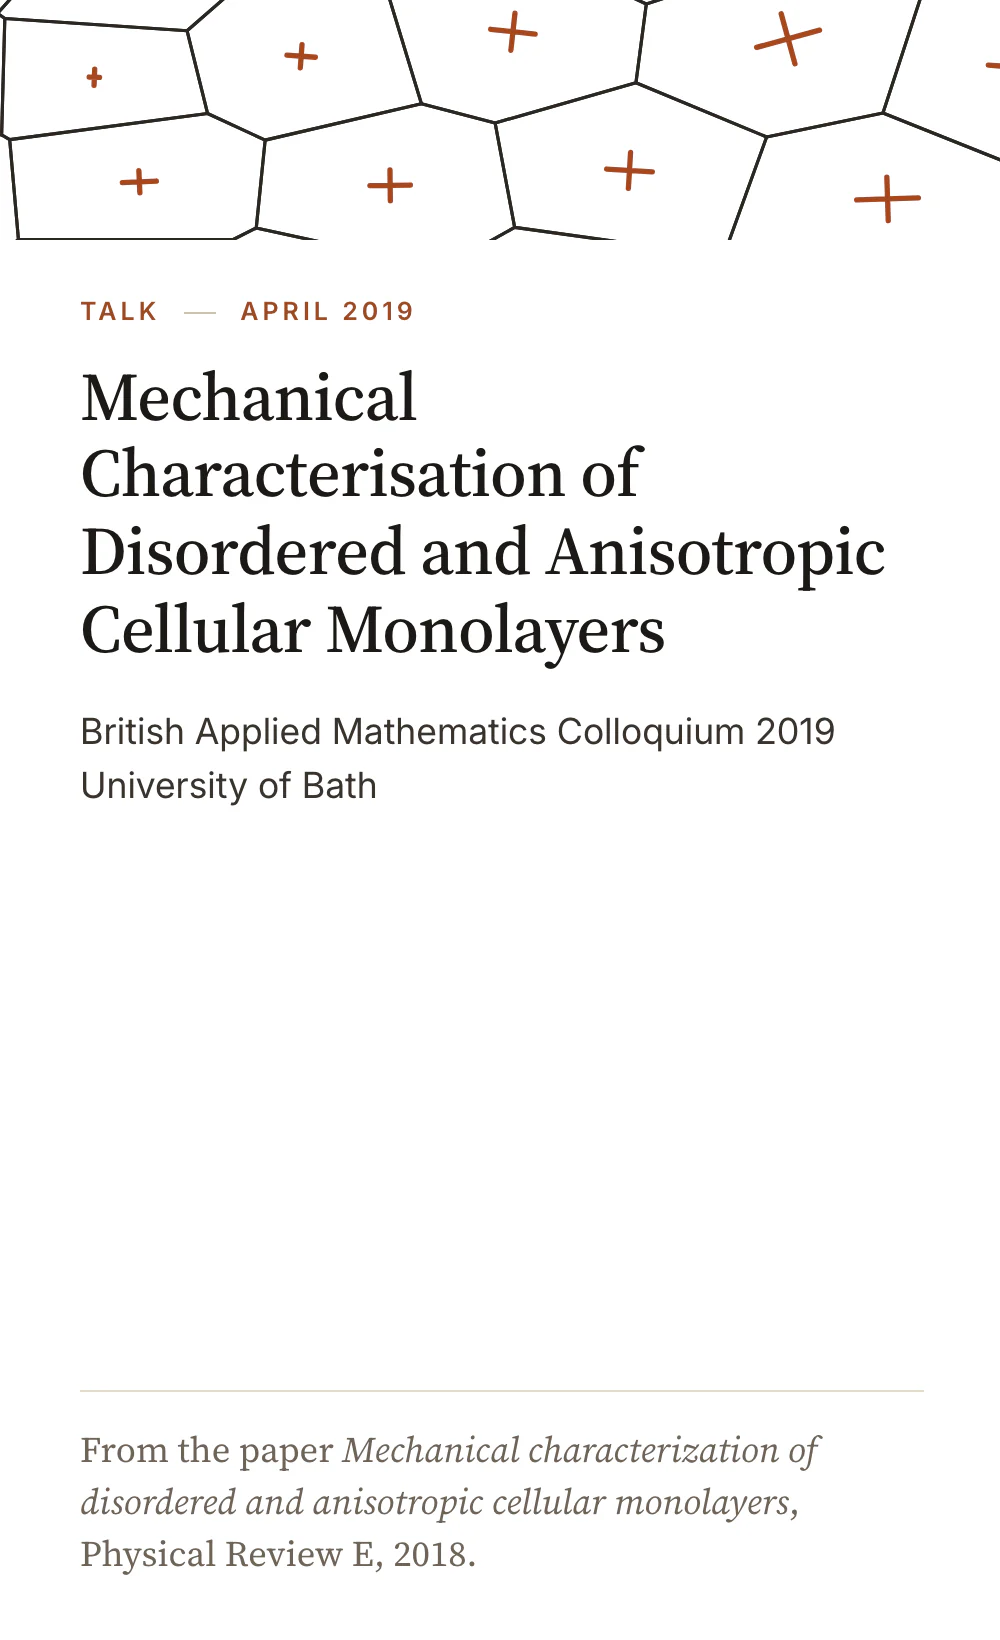 TALK — APRIL 2019
Mechanical
Characterisation of
Disordered and Anisotropic
Cellular Monolayers
British Applied Mathematics Colloquium 2019
University of Bath
From the paper Mechanical characterization of
disordered and anisotropic cellular monolayers,
Physical Review E, 2018.